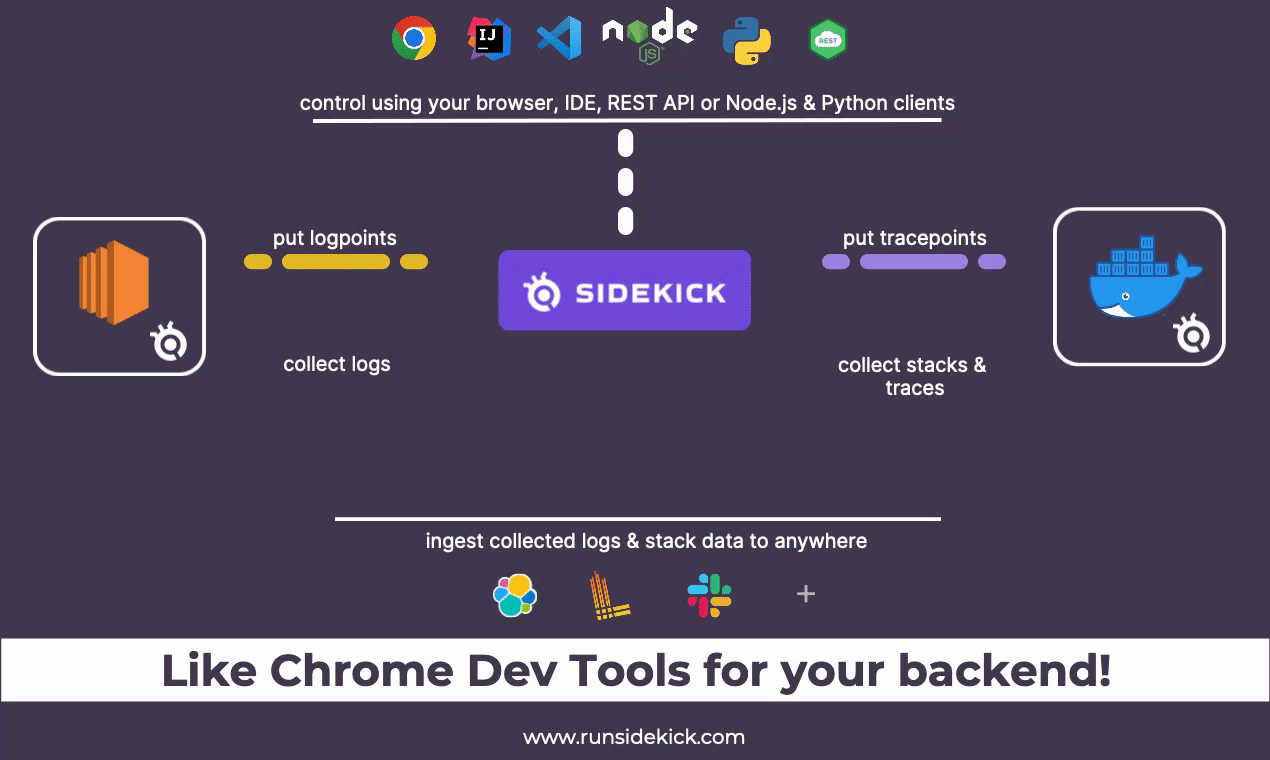 IJ
node
JS
REST
control using your browser, IDE, REST API or Node.js & Python clients
put logpoints
put tracepoints
SIDEKICK
collect logs
collect stacks &
traces
ingest collected logs & stack data to anywhere
+
Like Chrome Dev Tools for your backend!
www.runsidekick.com